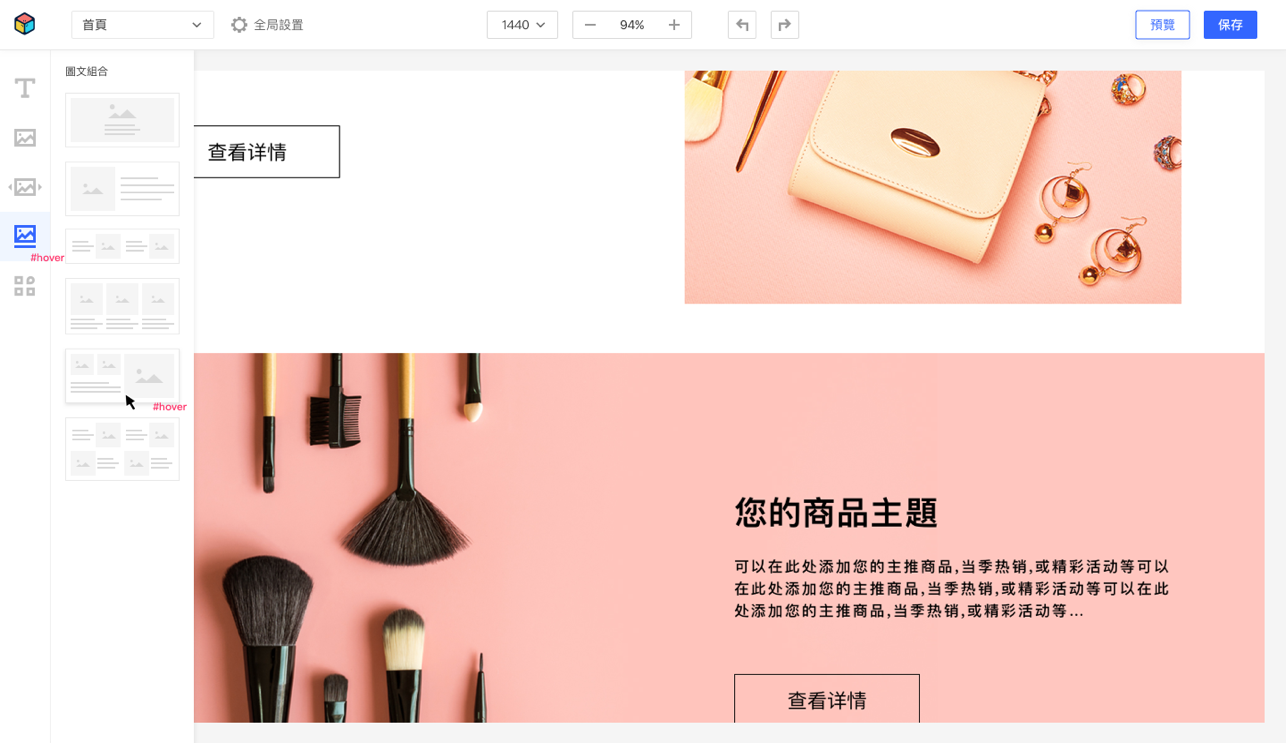 首頁
全局設置
1440
94%
預覽
保存
圖文組合
#hover
#hover
查看详情
您的商品主題
可以在此处添加您的主推商品,当季热销,或精彩活动等可以
在此处添加您的主推商品,当季热销,或精彩活动等可以在此
处添加您的主推商品,当季热销,或精彩活动等...
查看详情